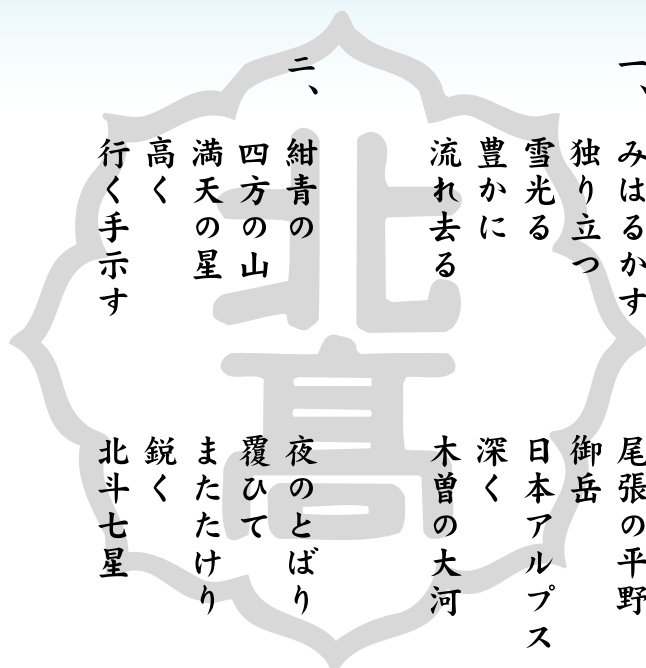 一、
みはるかす 尾張の平野
独り立つ 御岳
雪光る 日本アルプス
豊かに 深く
流れ去る 木曽の大河
二、
紺青の 夜のとばり
四方の山 覆ひて
満天の星 またたけり
高く 鋭く
行く手示す 北斗七星
北高